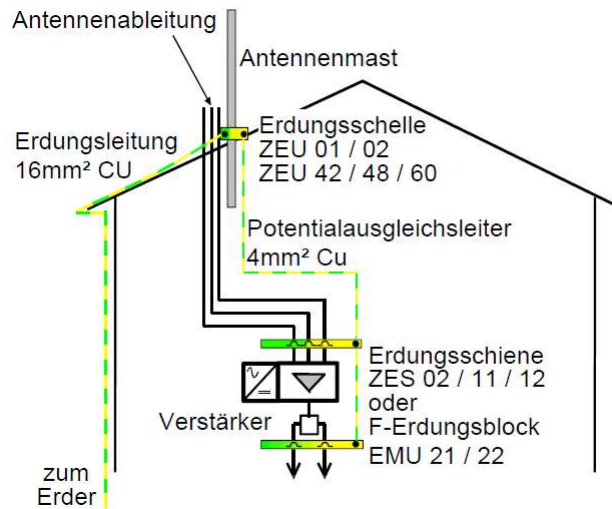 Antennenableitung
Antennenmast
Erdungsleitung
16mm² CU
Erdungsschelle
ZEU 01 / 02
ZEU 42 / 48 / 60
Potentialausgleichsleiter
4mm² Cu
Erdungsschiene
ZES 02 / 11 / 12
oder
F-Erdungsblock
EMU 21 / 22
Verstärker
zum
Erder